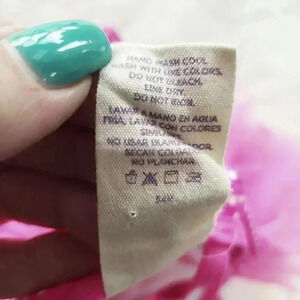 HAND WASH COOL
WASH WITH LIKE COLORS.
DO NOT BLEACH.
LINE DRY.
DO NOT IRON.
LAVAR A MANO EN AGUA
FRIA, LAVAR CON COLORES
SIMILARES
NO USAR BLANQUEADOR.
SECAR COLGADO
NO PLANCHAR